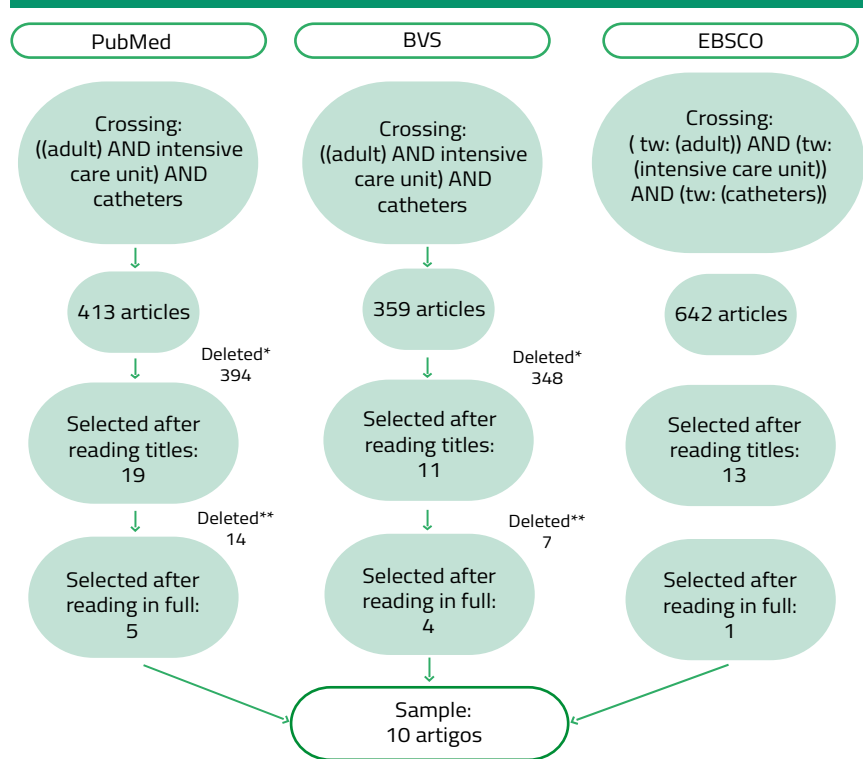 PubMed
Crossing:
((adult) AND intensive
care unit) AND
catheters
413 articles
Deleted*
394
Selected after
reading titles:
19
Deleted**
14
Selected after
reading in full:
5
BVS
Crossing:
((adult) AND intensive
care unit) AND
catheters
359 articles
Deleted*
348
Selected after
reading titles:
11
Deleted**
7
Selected after
reading in full:
4
EBSCO
Crossing:
( tw: (adult)) AND (tw:
(intensive care unit))
AND (tw: (catheters))
642 articles
Selected after
reading titles:
13
Selected after
reading in full:
1
Sample:
10 artigos